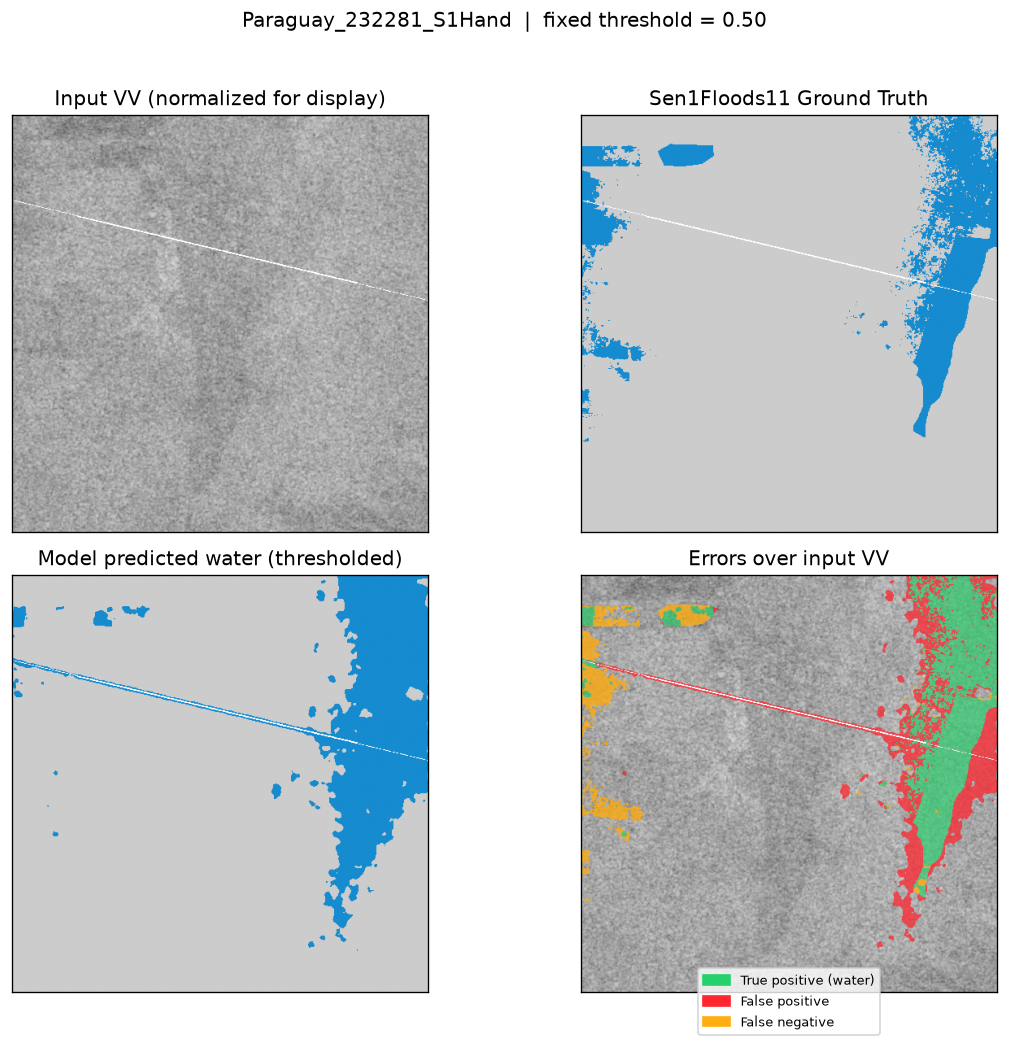 Paraguay_232281_S1Hand | fixed threshold = 0.50
Input VV (normalized for display)
Sen1Floods11 Ground Truth
Model predicted water (thresholded)
Errors over input VV
True positive (water)
False positive
False negative